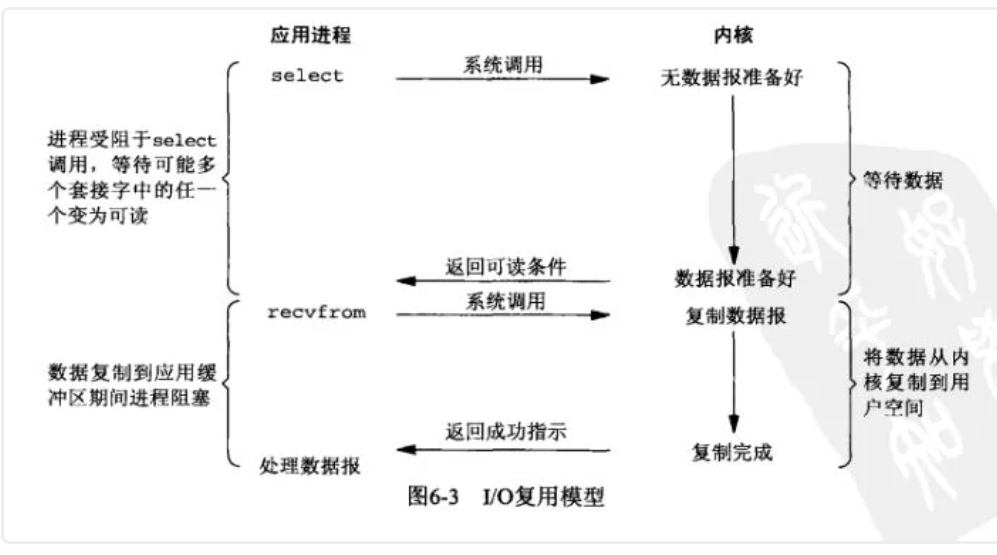 应用进程
内核
select
系统调用
无数据报准备好
进程受阻于select
调用，等待可能多
个套接字中的任一
个变为可读
等待数据
返回可读条件
数据报准备好
recvfrom
系统调用
复制数据报
数据复制到应用缓
冲区期间进程阻塞
将数据从内
核复制到用
户空间
返回成功指示
复制完成
处理数据报
图6-3 I/O复用模型